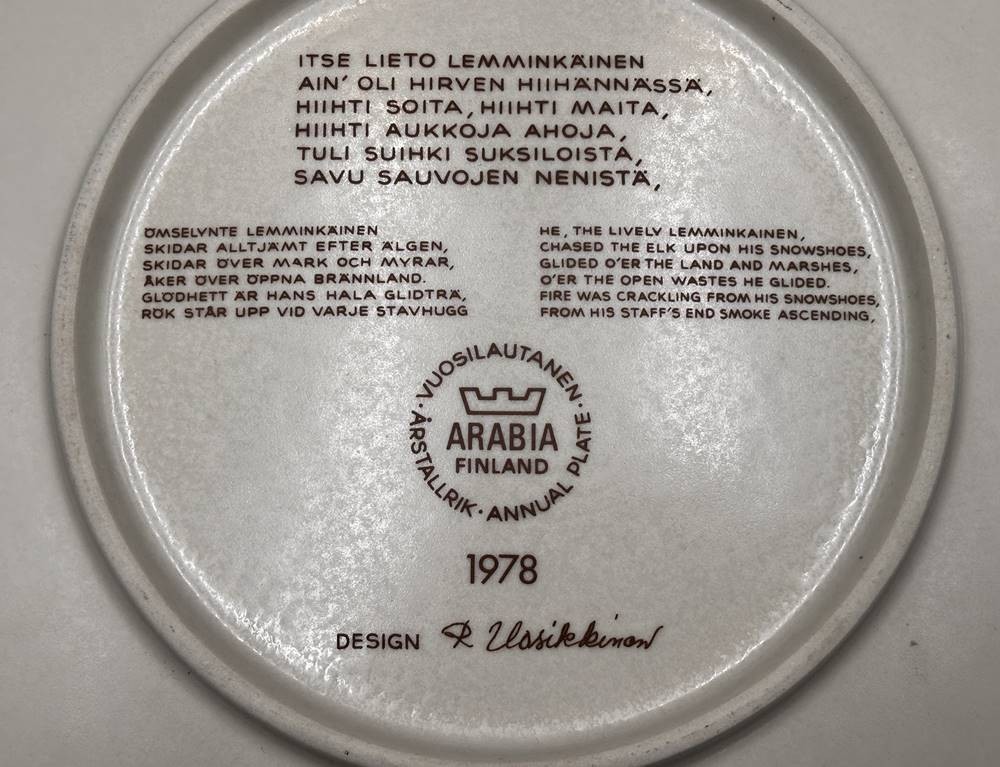 ITSE LIETO LEMMINKÄINEN
AIN' OLI HIRVEN HIIHÄNNÄSSÄ,
HIIHTI SOITA, HIIHTI MAITA,
HIIHTI AUKKOJA AHOJA,
TULI SUIHKI SUKSILOISTA,
SAVU SAUVOJEN NENISTÄ,
ÖMSELYNTE LEMMINKÄINEN
SKIDAR ALLTJÄMT EFTER ÄLGEN,
SKIDAR ÖVER MARK OCH MYRAR,
ÅKER ÖVER ÖPPNA BRÄNNLAND.
GLÖDHETT ÄR HANS HALA GLIDTRÄ,
RÖK STÅR UPP VID VARJE STAVHUGG
HE, THE LIVELY LEMMINKAINEN,
CHASED THE ELK UPON HIS SNOWSHOES,
GLIDED O'ER THE LAND AND MARSHES,
O'ER THE OPEN WASTES HE GLIDED.
FIRE WAS CRACKLING FROM HIS SNOWSHOES,
FROM HIS STAFF'S END SMOKE ASCENDING,
· VUOSILAUTANEN · ANNUAL PLATE · ÅRSTALLRIK
ARABIA
FINLAND
1978
DESIGN R Uosikkinen